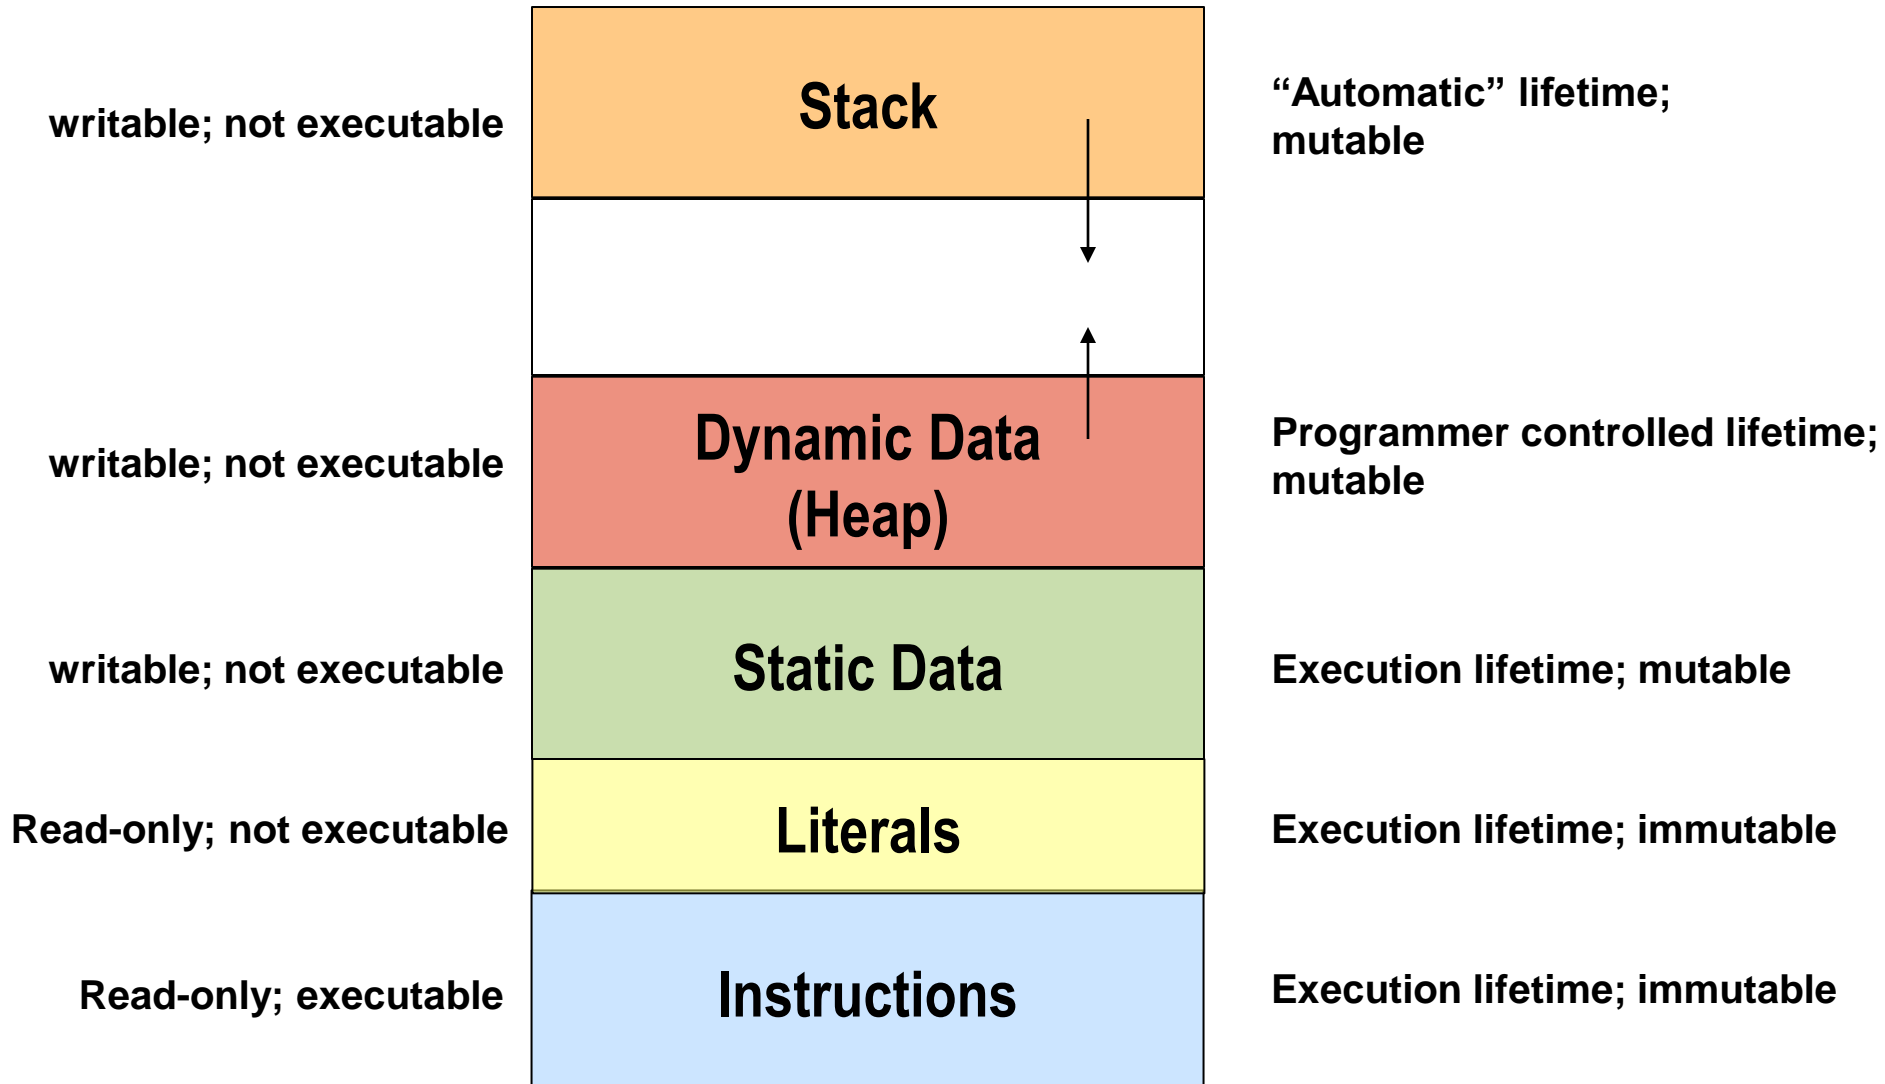 writable; not executable
Stack
“Automatic” lifetime;
mutable
writable; not executable
Dynamic Data
(Heap)
Programmer controlled lifetime;
mutable
writable; not executable
Static Data
Execution lifetime; mutable
Read-only; not executable
Literals
Execution lifetime; immutable
Read-only; executable
Instructions
Execution lifetime; immutable